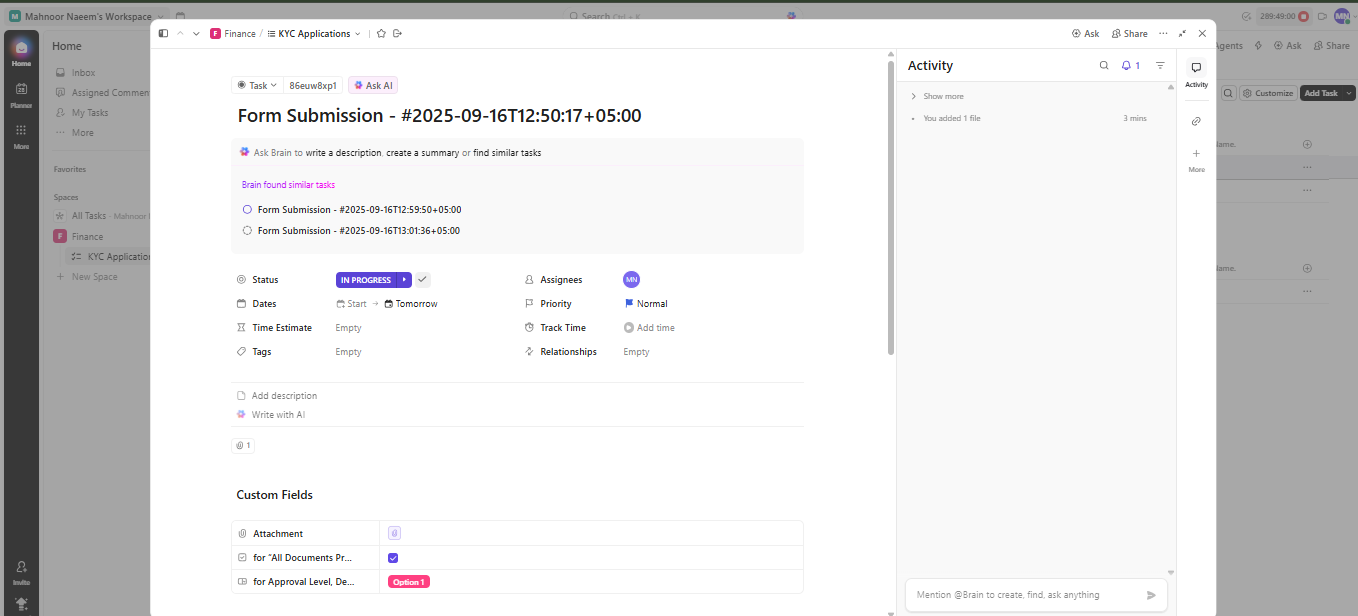 M Mahnoor Naeem's Workspace
Search Ctrl + K
289:49:00
MN
Home
Planner
More
Invite
Home
Inbox
Assigned Commen
My Tasks
More
Favorites
Spaces
All Tasks - Mahnoor
F Finance
KYC Application
New Space
F Finance / KYC Applications
Ask
Share
Task
86euw8xp1
Ask AI
Form Submission - #2025-09-16T12:50:17+05:00
Ask Brain to write a description, create a summary or find similar tasks
Brain found similar tasks
Form Submission - #2025-09-16T12:59:50+05:00
Form Submission - #2025-09-16T13:01:36+05:00
Status IN PROGRESS Assignees MN
Dates Start → Tomorrow Priority Normal
Time Estimate Empty Track Time Add time
Tags Empty Relationships Empty
Add description
Write with AI
1
Custom Fields
Attachment
for "All Documents Pr...
for Approval Level, De...
Option 1
Activity
1
Show more
You added 1 file 3 mins
Mention @Brain to create, find, ask anything
Activity
More
gents
Ask
Share
Customize
Add Task
lame.
lame.